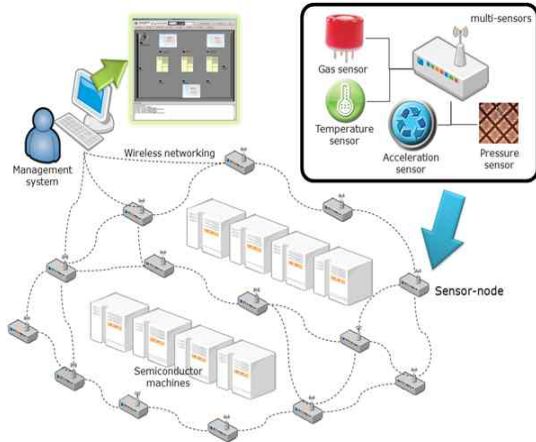 multi-sensors
Gas sensor
Temperature
sensor
Acceleration
sensor
Pressure
sensor
Management
system
Wireless networking
Sensor-node
Semiconductor
machines